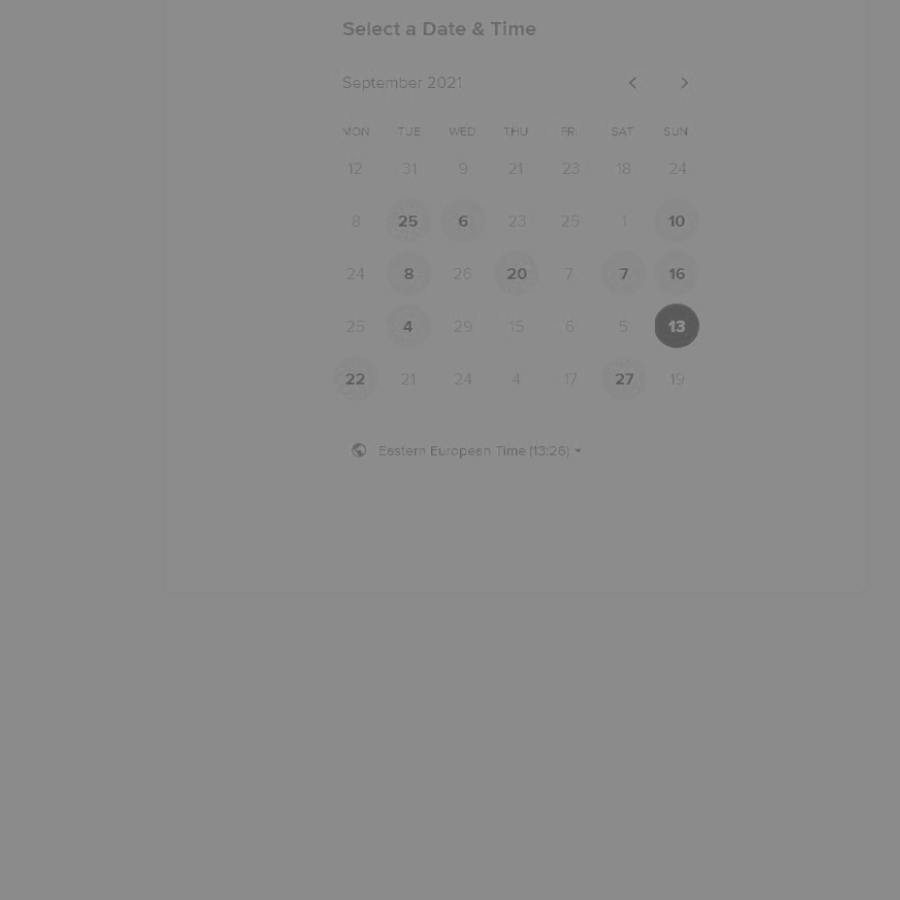 Select a Date & Time
September 2021
MON TUE WED THU FRI SAT SUN
12 31 9 21 23 18 24
8 25 6 23 25 1 10
24 8 26 20 7 7 16
25 4 29 15 6 5 13
22 21 24 4 17 27 19
Eastern European Time (13:26)